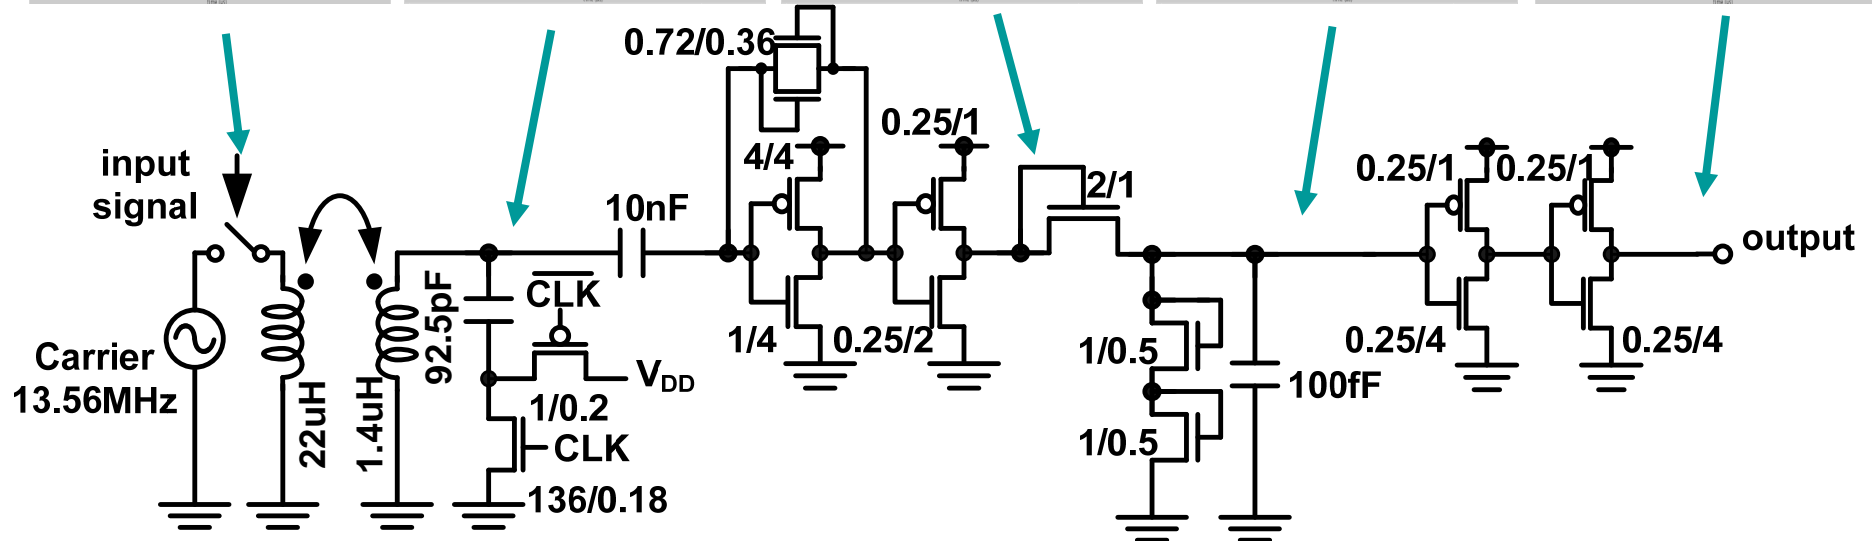 0.72/0.36
0.25/1
4/4
input
signal
2/1
0.25/1
0.25/1
10nF
output
CLK
92.5pF
Carrier
13.56MHz
22uH
1.4uH
VDD
1/4
0.25/2
1/0.5
100fF
0.25/4
0.25/4
1/0.2
CLK
1/0.5
136/0.18